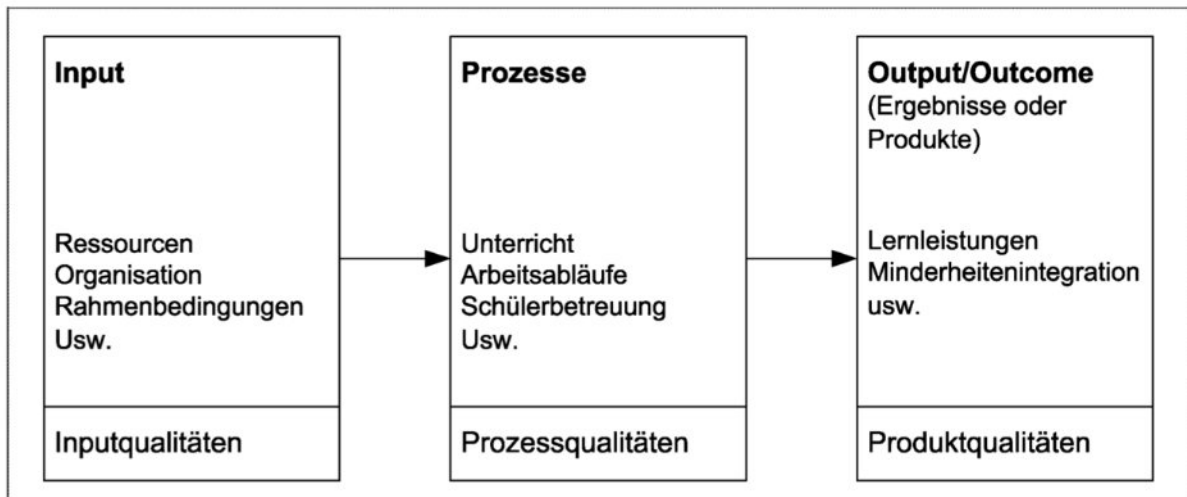 Input
Ressourcen
Organisation
Rahmenbedingungen
Usw.
Inputqualitäten
Prozesse
Unterricht
Arbeitsabläufe
Schülerbetreuung
Usw.
Prozessqualitäten
Output/Outcome
(Ergebnisse oder
Produkte)
Lernleistungen
Minderheitenintegration
usw.
Produktqualitäten